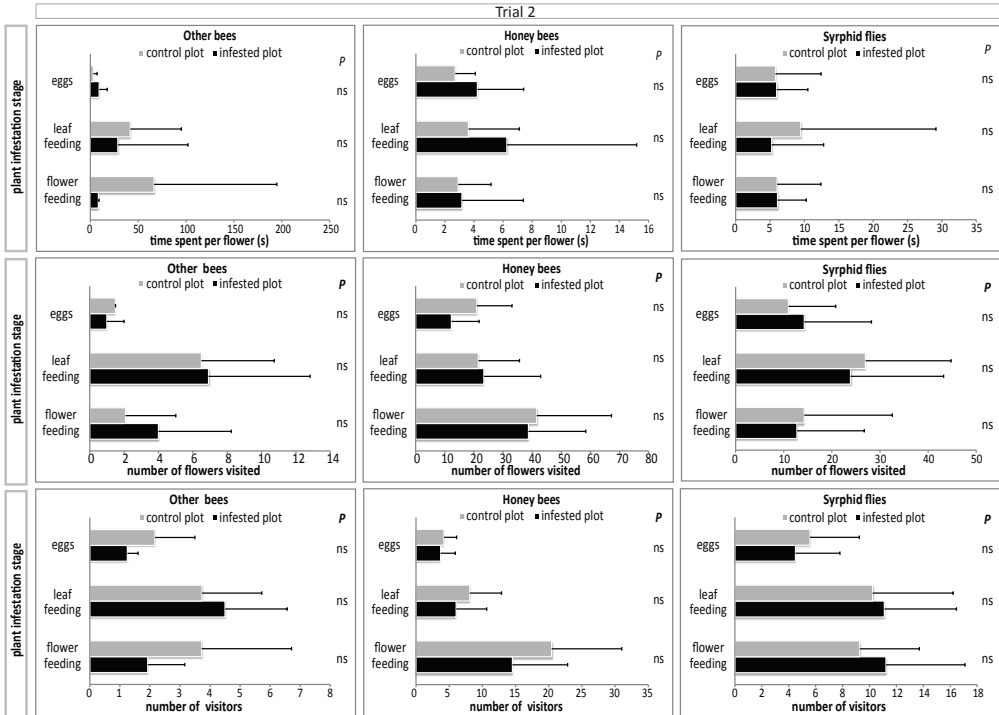 Trial 2
plant infestation stage
Other bees
control plot infested plot
P
eggs
ns
leaf
feeding
ns
flower
feeding
ns
0 50 100 150 200 250
time spent per flower (s)
Honey bees
control plot infested plot
P
eggs
ns
leaf
feeding
ns
flower
feeding
ns
0 2 4 6 8 10 12 14 16
time spent per flower (s)
Syrphid flies
control plot infested plot
P
eggs
ns
leaf
feeding
ns
flower
feeding
ns
0 5 10 15 20 25 30 35
time spent per flower (s)
plant infestation stage
Other bees
control plot infested plot
P
eggs
ns
leaf
feeding
ns
flower
feeding
ns
0 2 4 6 8 10 12 14
number of flowers visited
Honey bees
control plot infested plot
P
eggs
ns
leaf
feeding
ns
flower
feeding
ns
0 10 20 30 40 50 60 70 80
number of flowers visited
Syrphid flies
control plot infested plot
P
eggs
ns
leaf
feeding
ns
flower
feeding
ns
0 10 20 30 40 50
number of flowers visited
plant infestation stage
Other bees
control plot infested plot
P
eggs
ns
leaf
feeding
ns
flower
feeding
ns
0 1 2 3 4 5 6 7 8
number of visitors
Honey bees
control plot infested plot
P
eggs
ns
leaf
feeding
ns
flower
feeding
ns
0 5 10 15 20 25 30 35
number of visitors
Syrphid flies
control plot infested plot
P
eggs
ns
leaf
feeding
ns
flower
feeding
ns
0 2 4 6 8 10 12 14 16 18
number of visitors